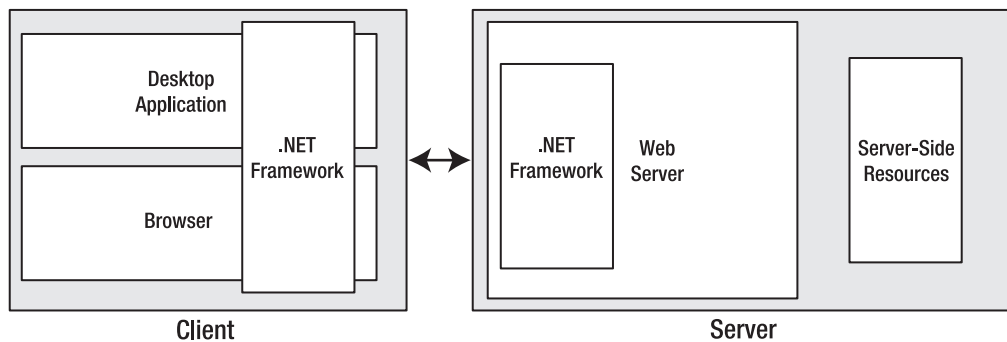 Desktop
Application
.NET
Framework
Browser
Client
.NET
Framework
Web
Server
Server-Side
Resources
Server